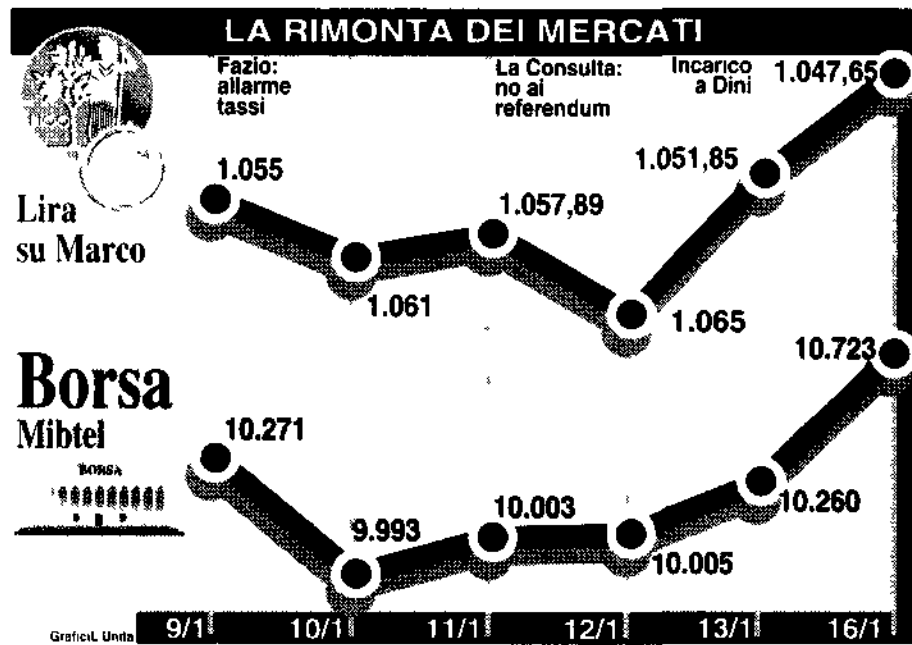 LA RIMONTA DEI MERCATI
Fazio:
allarme
tassi
La Consulta:
no ai
referendum
Incarico
a Dini
Lira
su Marco
1.055
1.061
1.057,89
1.065
1.051,85
1.047,65
Borsa
Mibtel
BORSA
10.271
9.993
10.003
10.005
10.260
10.723
9/1
10/1
11/1
12/1
13/1
16/1